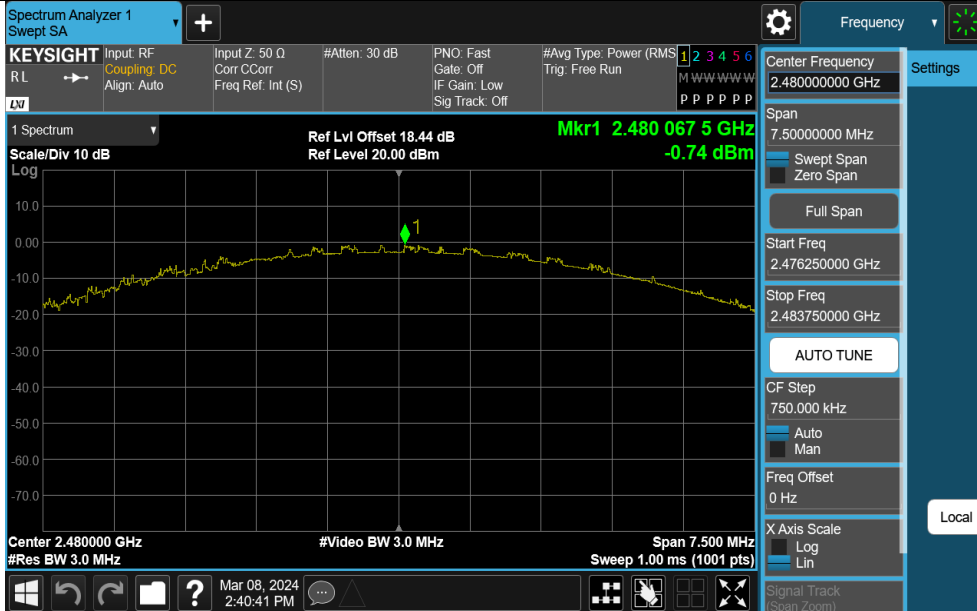 Spectrum Analyzer 1
Swept SA
+
Frequency
KEYSIGHT
RL
LXI
Input: RF
Coupling: DC
Align: Auto
Input Z: 50 Ω
Corr CCorr
Freq Ref: Int (S)
#Atten: 30 dB
PNO: Fast
Gate: Off
IF Gain: Low
Sig Track: Off
#Avg Type: Power (RMS
Trig: Free Run
1 2 3 4 5 6
M W W W W W
P P P P P P
1 Spectrum
Scale/Div 10 dB
Log
Ref Lvl Offset 18.44 dB
Ref Level 20.00 dBm
Mkr1 2.480 067 5 GHz
-0.74 dBm
1
10.0
0.00
-10.0
-20.0
-30.0
-40.0
-50.0
-60.0
-70.0
Center 2.480000 GHz
#Res BW 3.0 MHz
#Video BW 3.0 MHz
Span 7.500 MHz
Sweep 1.00 ms (1001 pts)
Center Frequency
2.480000000 GHz
Span
7.50000000 MHz
Swept Span
Zero Span
Full Span
Start Freq
2.476250000 GHz
Stop Freq
2.483750000 GHz
AUTO TUNE
CF Step
750.000 kHz
Auto
Man
Freq Offset
0 Hz
X Axis Scale
Log
Lin
Signal Track
(Span Zoom)
Settings
Local
?
Mar 08, 2024
2:40:41 PM